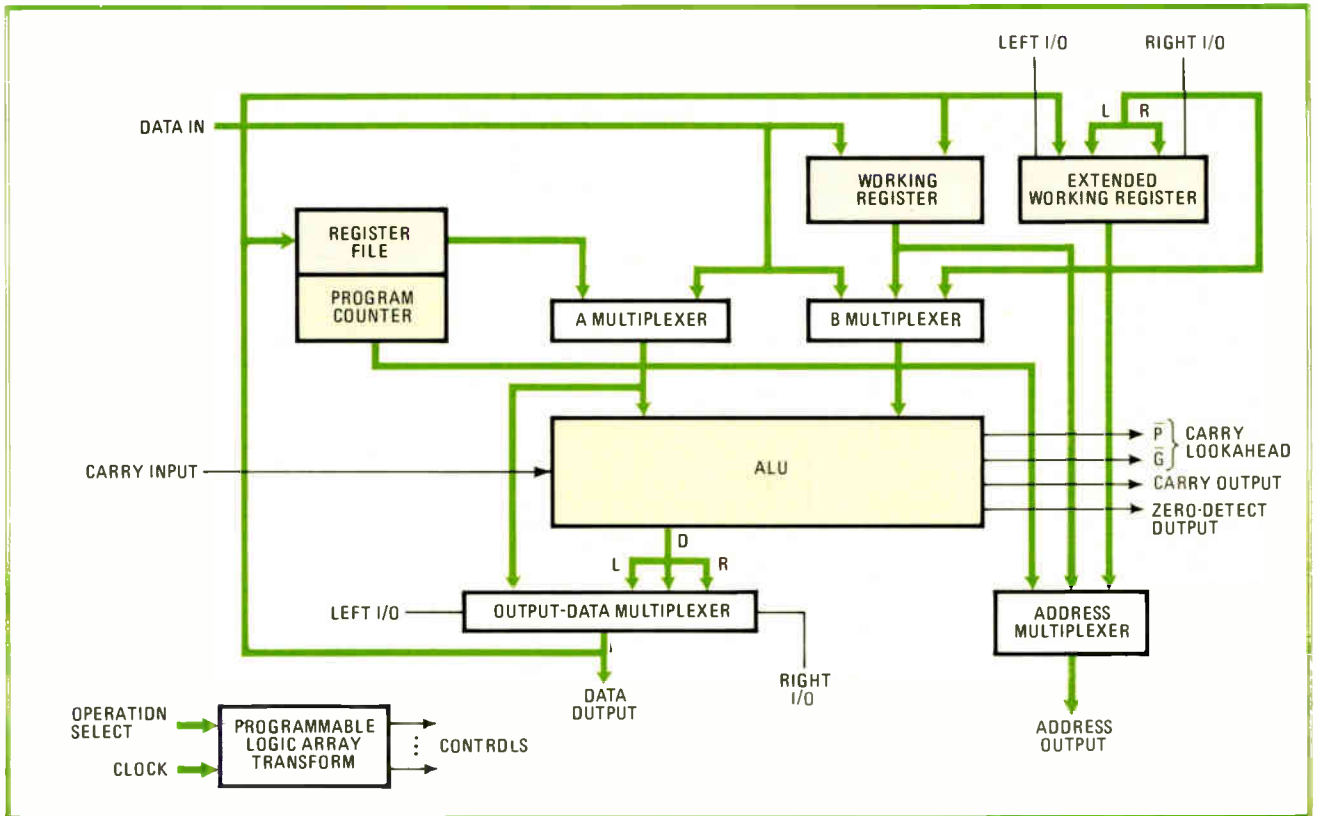 LEFT I/O
RIGHT I/O
L
R
DATA IN
WORKING
REGISTER
EXTENDED
WORKING REGISTER
REGISTER
FILE
PROGRAM
COUNTER
A MULTIPLEXER
B MULTIPLEXER
P̅
G̅
CARRY
LOOKAHEAD
CARRY INPUT
ALU
CARRY OUTPUT
ZERO-DETECT
OUTPUT
D
L
R
LEFT I/O
OUTPUT-DATA MULTIPLEXER
ADDRESS
MULTIPLEXER
RIGHT
I/O
DATA
OUTPUT
OPERATION
SELECT
PROGRAMMABLE
LOGIC ARRAY
TRANSFORM
CONTROLS
CLOCK
ADDRESS
OUTPUT